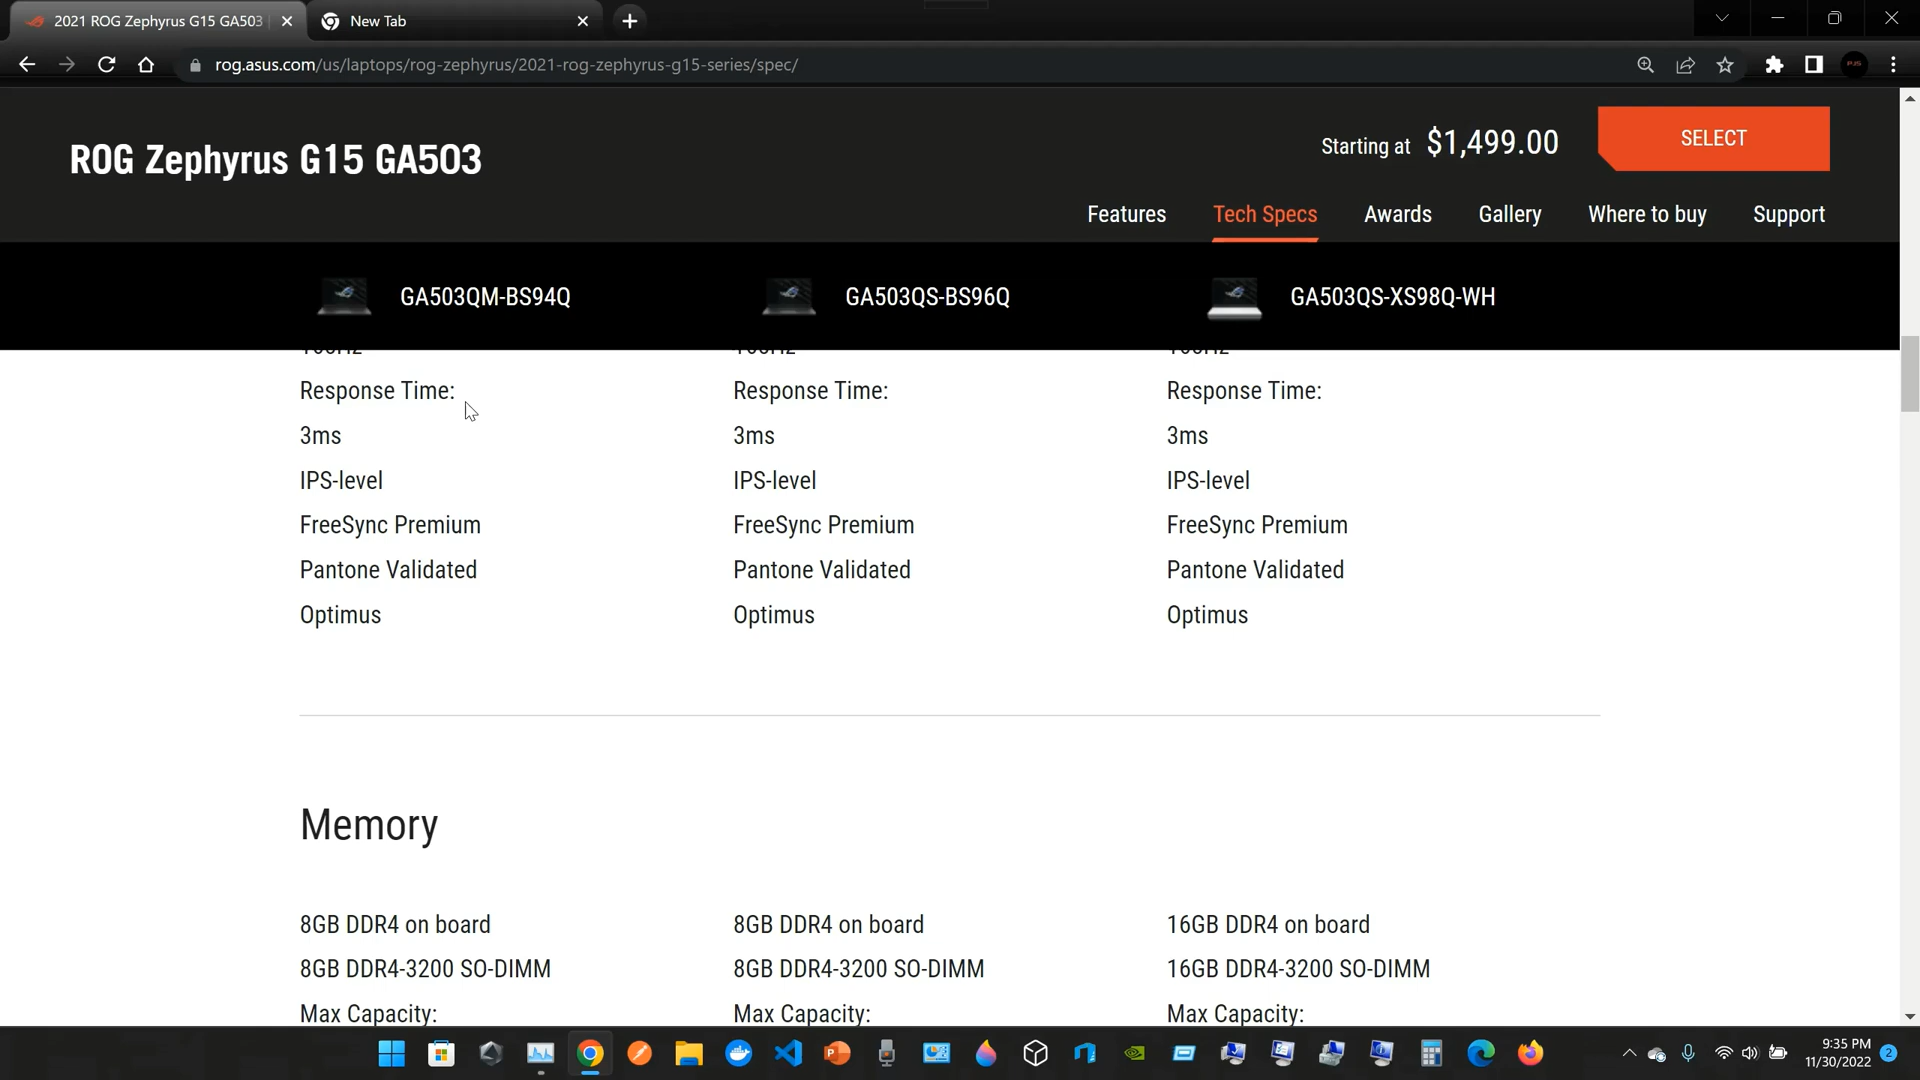 2021 ROG Zephyrus G15 GA503
New Tab
rog.asus.com/us/laptops/rog-zephyrus/2021-rog-zephyrus-g15-series/spec/
ROG Zephyrus G15 GA503
Starting at $1,499.00
SELECT
Features Tech Specs Awards Gallery Where to buy Support
GA503QM-BS94Q GA503QS-BS96Q GA503QS-XS98Q-WH
Response Time: Response Time: Response Time:
3ms 3ms 3ms
IPS-level IPS-level IPS-level
FreeSync Premium FreeSync Premium FreeSync Premium
Pantone Validated Pantone Validated Pantone Validated
Optimus Optimus Optimus
Memory
8GB DDR4 on board 8GB DDR4 on board 16GB DDR4 on board
8GB DDR4-3200 SO-DIMM 8GB DDR4-3200 SO-DIMM 16GB DDR4-3200 SO-DIMM
Max Capacity: Max Capacity: Max Capacity:
9:35 PM
11/30/2022
2